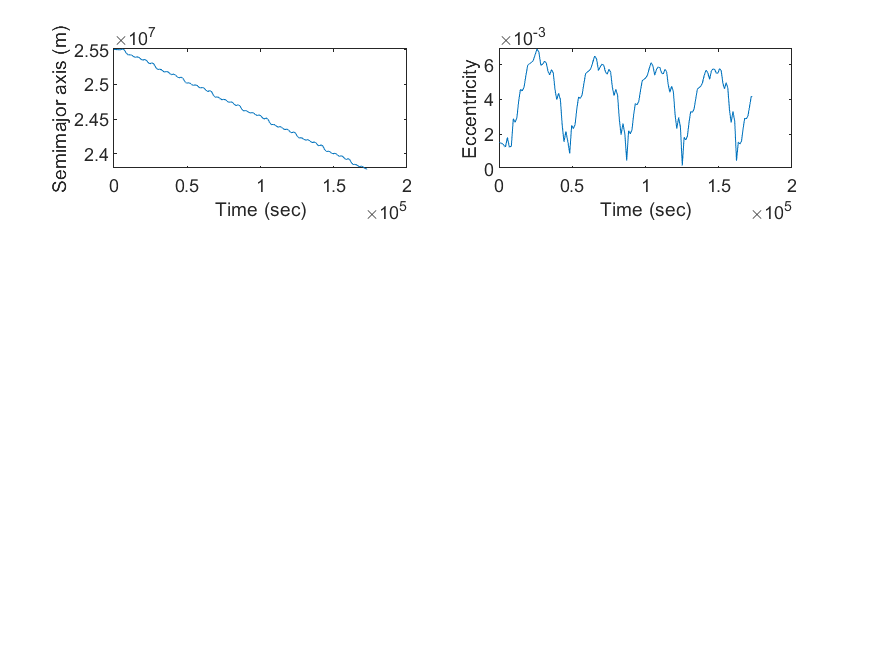 ×10^7
Semimajor axis (m)
2.55
2.5
2.45
2.4
0 0.5 1 1.5 2
Time (sec)
×10^5
×10^-3
Eccentricity
6
4
2
0
0 0.5 1 1.5 2
Time (sec)
×10^5